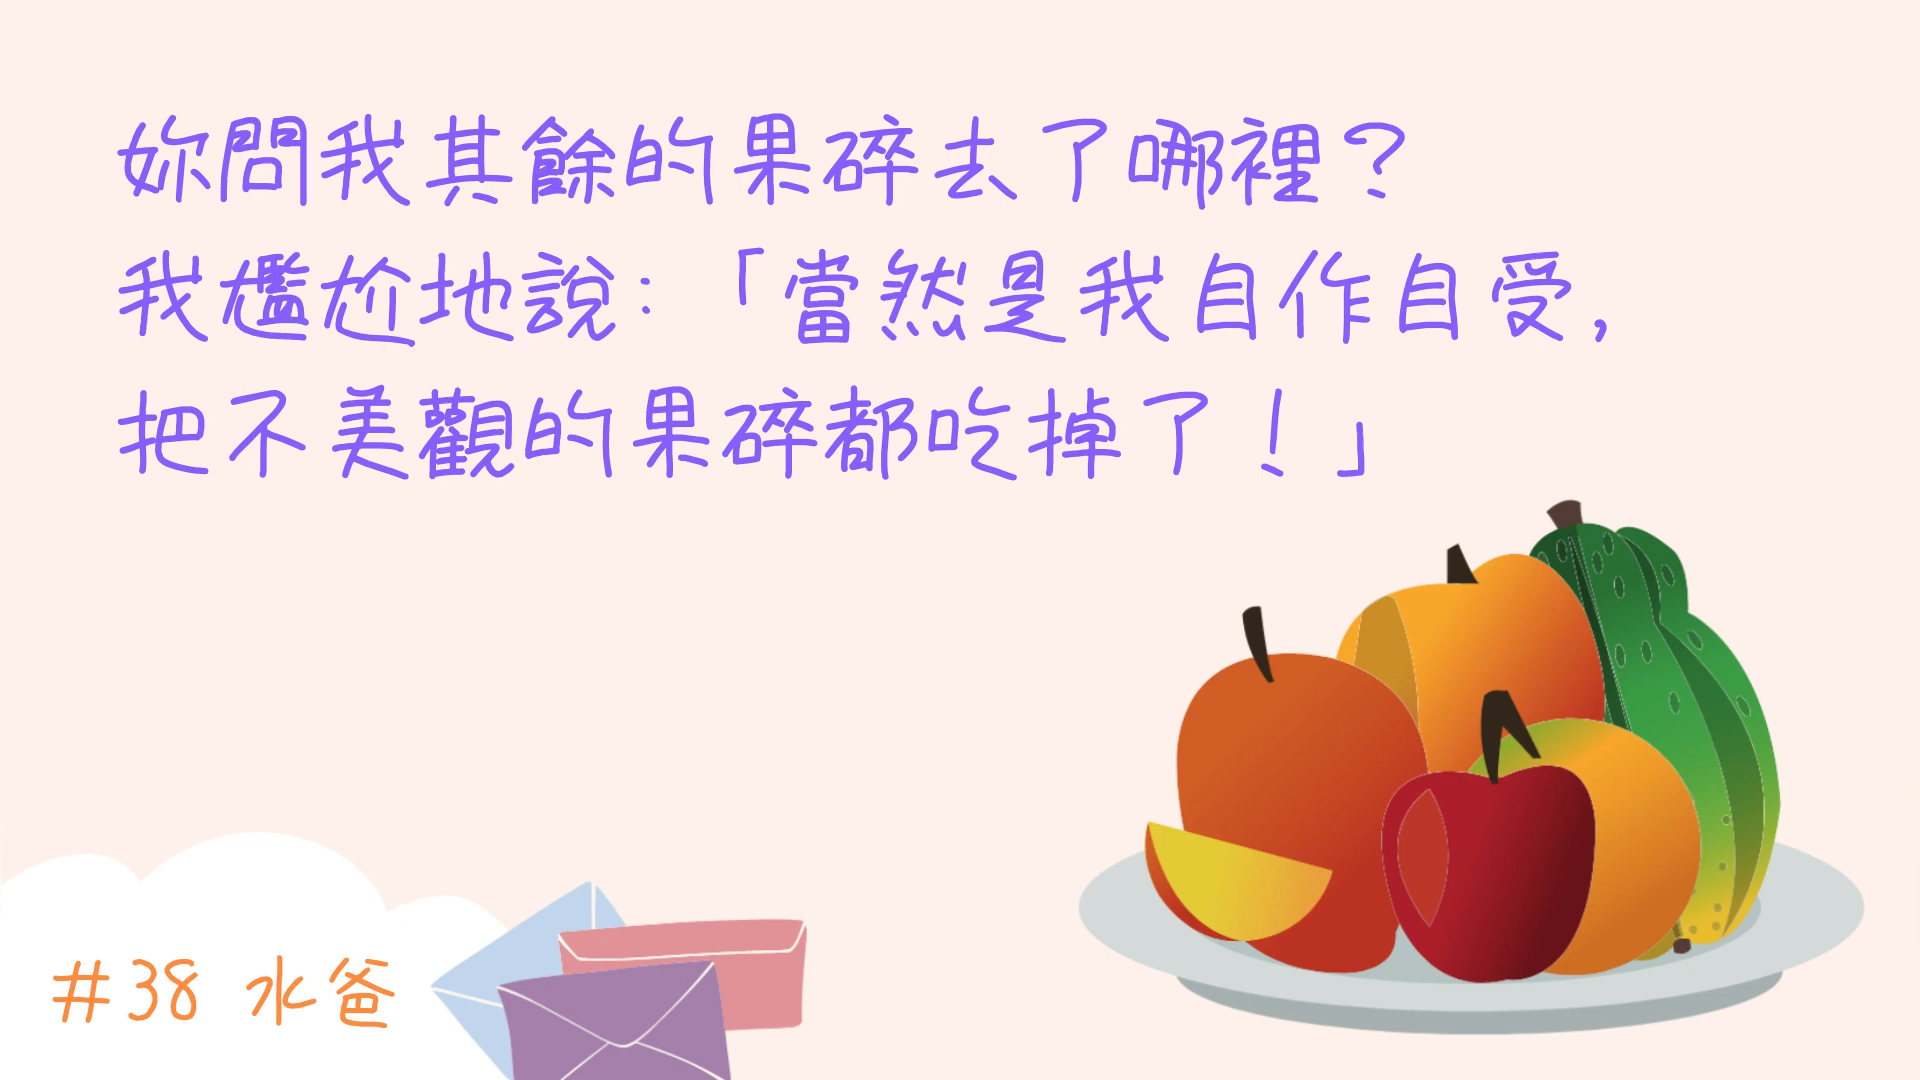 妳問我其餘的果碎去了哪裡？
我尷尬地說：「當然是我自作自受，
把不美觀的果碎都吃掉了！」
#38 水爸